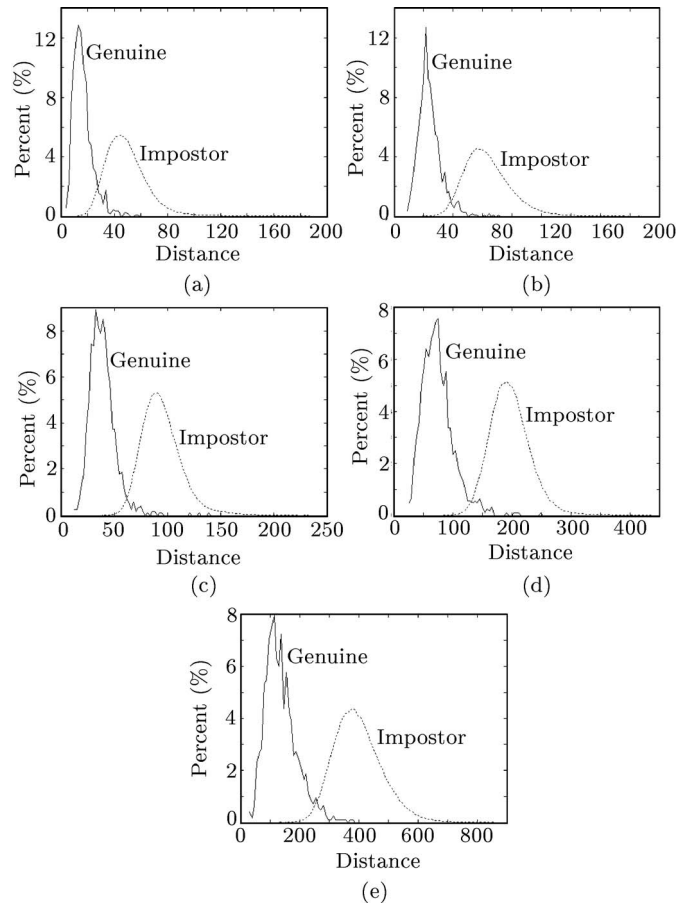 12
8
4
0
Percent (%)
Genuine
Impostor
0 40 80 120 160 200
Distance
(a)
12
8
4
0
Percent (%)
Genuine
Impostor
0 40 80 120 160 200
Distance
(b)
8
6
4
2
0
Percent (%)
Genuine
Impostor
0 50 100 150 200 250
Distance
(c)
8
6
4
2
0
Percent (%)
Genuine
Impostor
0 100 200 300 400
Distance
(d)
8
6
4
2
0
Percent (%)
Genuine
Impostor
0 200 400 600 800
Distance
(e)